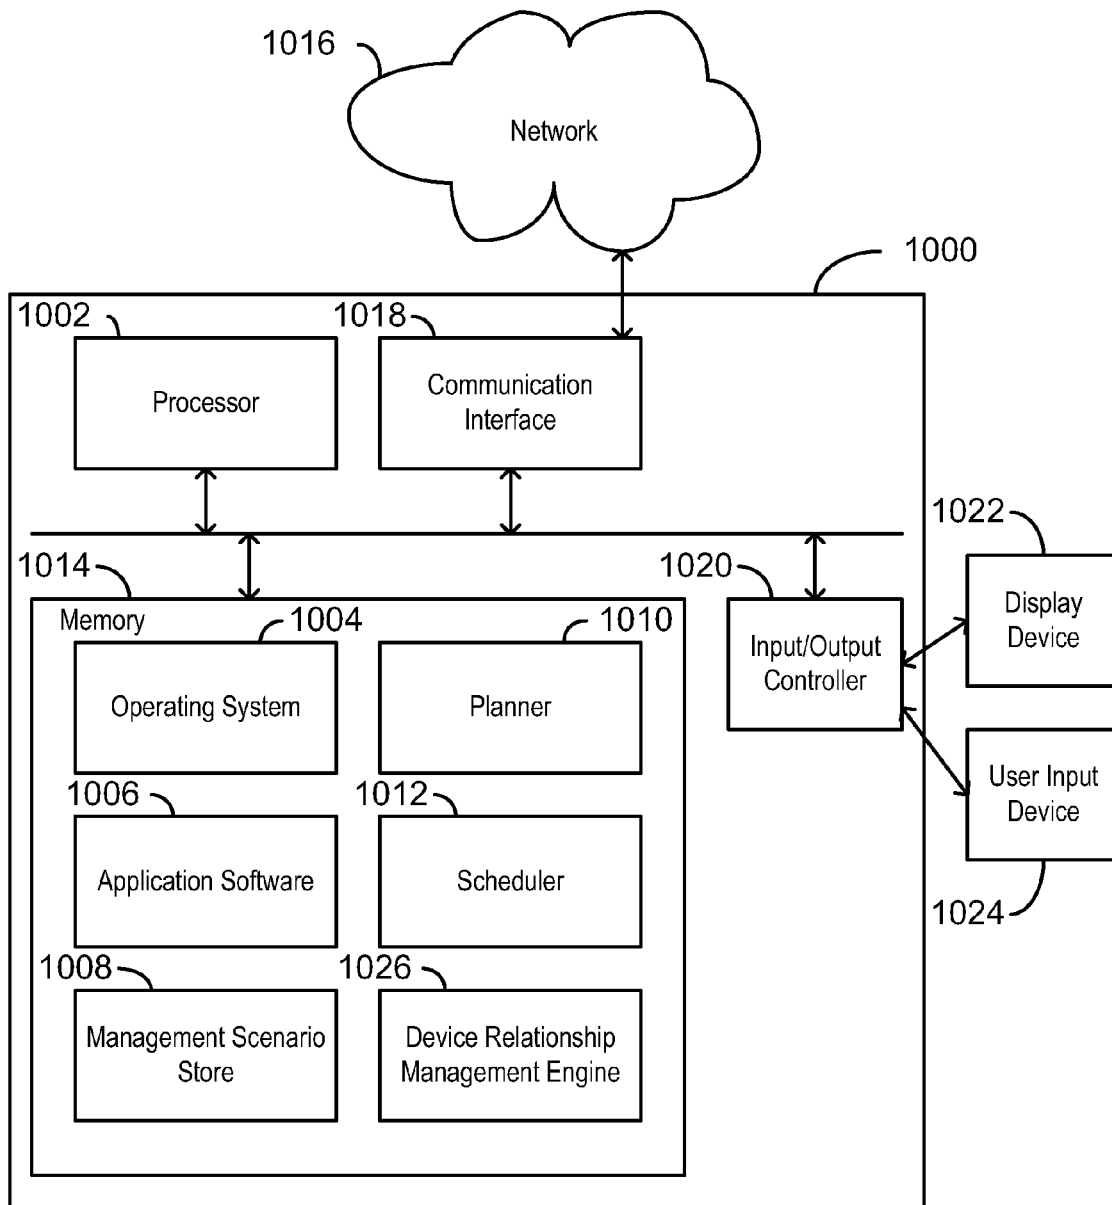 1016
Network
1000
1002
1018
Processor
Communication
Interface
1022
1014
1020
Memory
1004
1010
Display
Device
Input/Output
Controller
Operating System
Planner
1006
1012
User Input
Device
Application Software
Scheduler
1024
1008
1026
Management Scenario
Store
Device Relationship
Management Engine